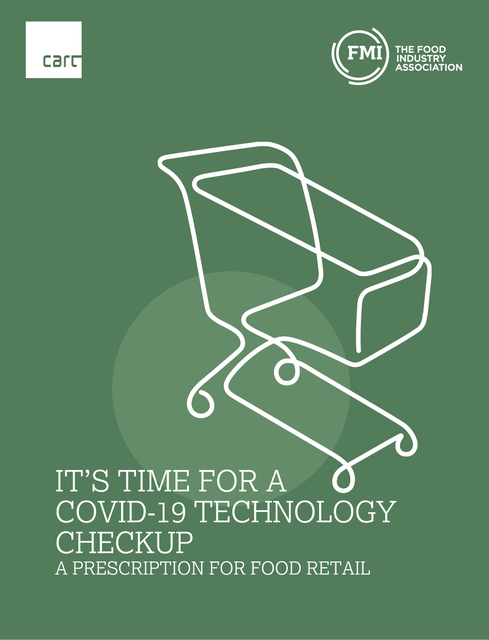 cart
FMI
THE FOOD
INDUSTRY
ASSOCIATION
IT’S TIME FOR A
COVID-19 TECHNOLOGY
CHECKUP
A PRESCRIPTION FOR FOOD RETAIL